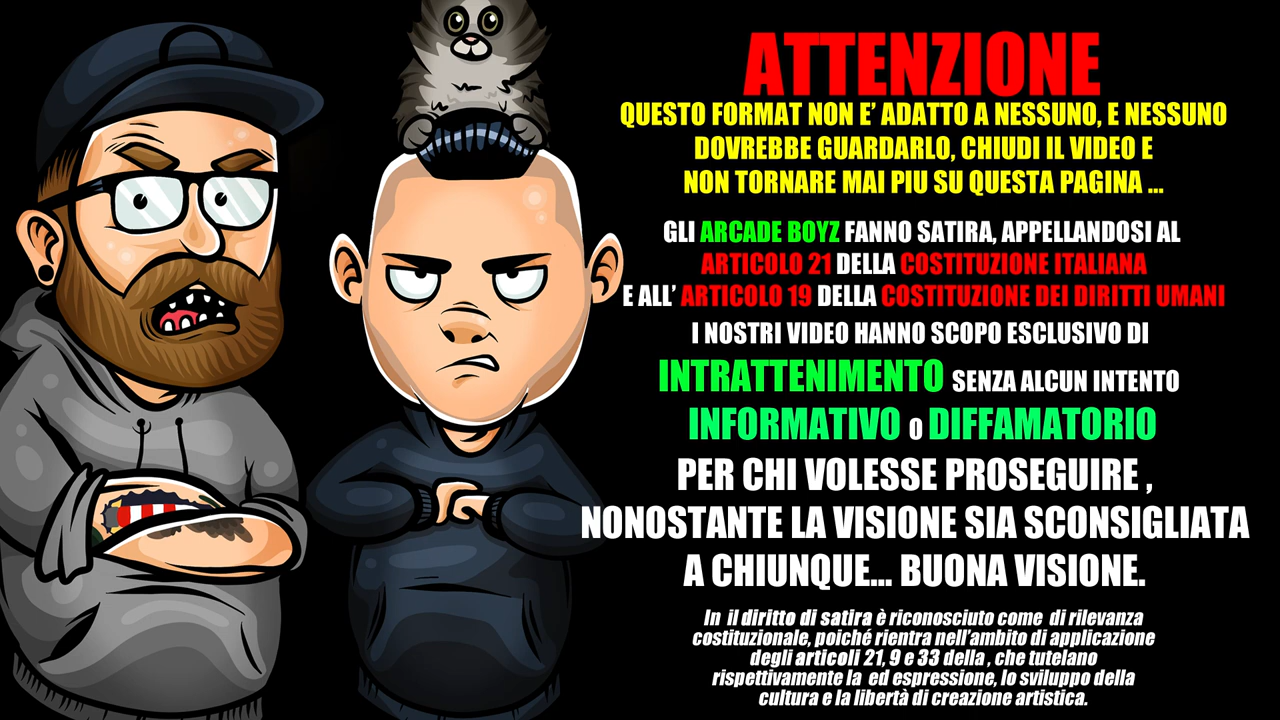 ATTENZIONE
QUESTO FORMAT NON E' ADATTO A NESSUNO, E NESSUNO
DOVREBBE GUARDARLO, CHIUDI IL VIDEO E
NON TORNARE MAI PIU SU QUESTA PAGINA ...
GLI ARCADE BOYZ FANNO SATIRA, APPELLANDOSI AL
ARTICOLO 21 DELLA COSTITUZIONE ITALIANA
E ALL' ARTICOLO 19 DELLA COSTITUZIONE DEI DIRITTI UMANI
I NOSTRI VIDEO HANNO SCOPO ESCLUSIVO DI
INTRATTENIMENTO SENZA ALCUN INTENTO
INFORMATIVO O DIFFAMATORIO
PER CHI VOLESSE PROSEGUIRE ,
NONOSTANTE LA VISIONE SIA SCONSIGLIATA
A CHIUNQUE... BUONA VISIONE.
In il diritto di satira è riconosciuto come di rilevanza
costituzionale, poiché rientra nell'ambito di applicazione
degli articoli 21, 9 e 33 della , che tutelano
rispettivamente la ed espressione, lo sviluppo della
cultura e la libertà di creazione artistica.